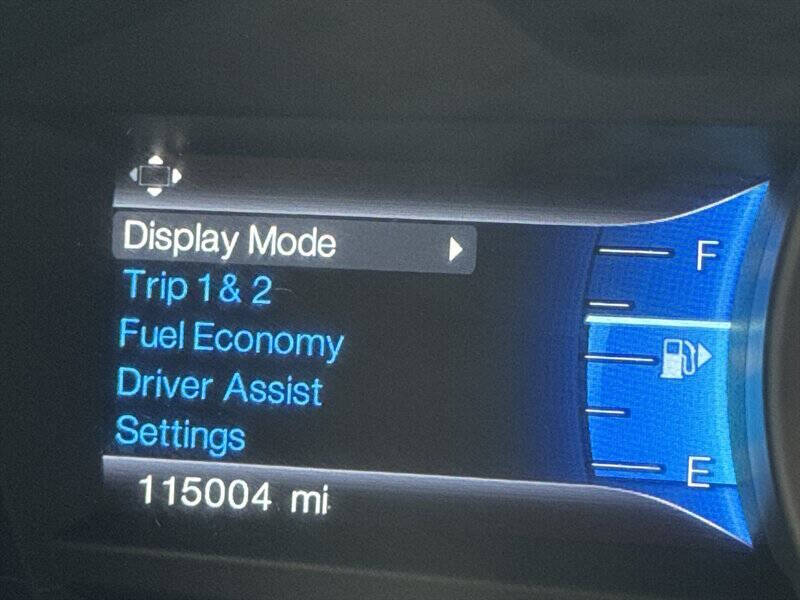 Display Mode
Trip 1 & 2
Fuel Economy
Driver Assist
Settings
115004 mi
F
E